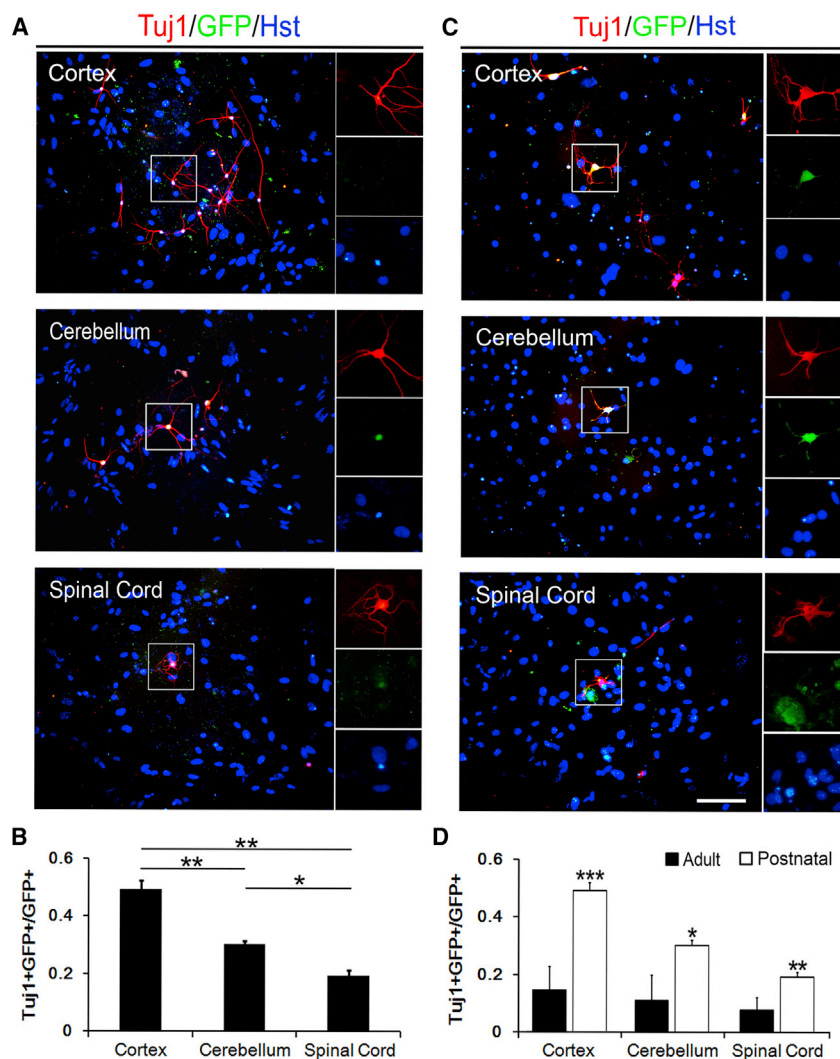 A
Tuj1/GFP/Hst
Cortex
Cerebellum
Spinal Cord
B
Tuj1+GFP+/GFP+
0.6
0.4
0.2
0
**
**
*
Cortex Cerebellum Spinal Cord
C
Tuj1/GFP/Hst
Cortex
Cerebellum
Spinal Cord
D
Tuj1+GFP+/GFP+
0.6
0.4
0.2
0
Adult Postnatal
***
*
**
Cortex Cerebellum Spinal Cord